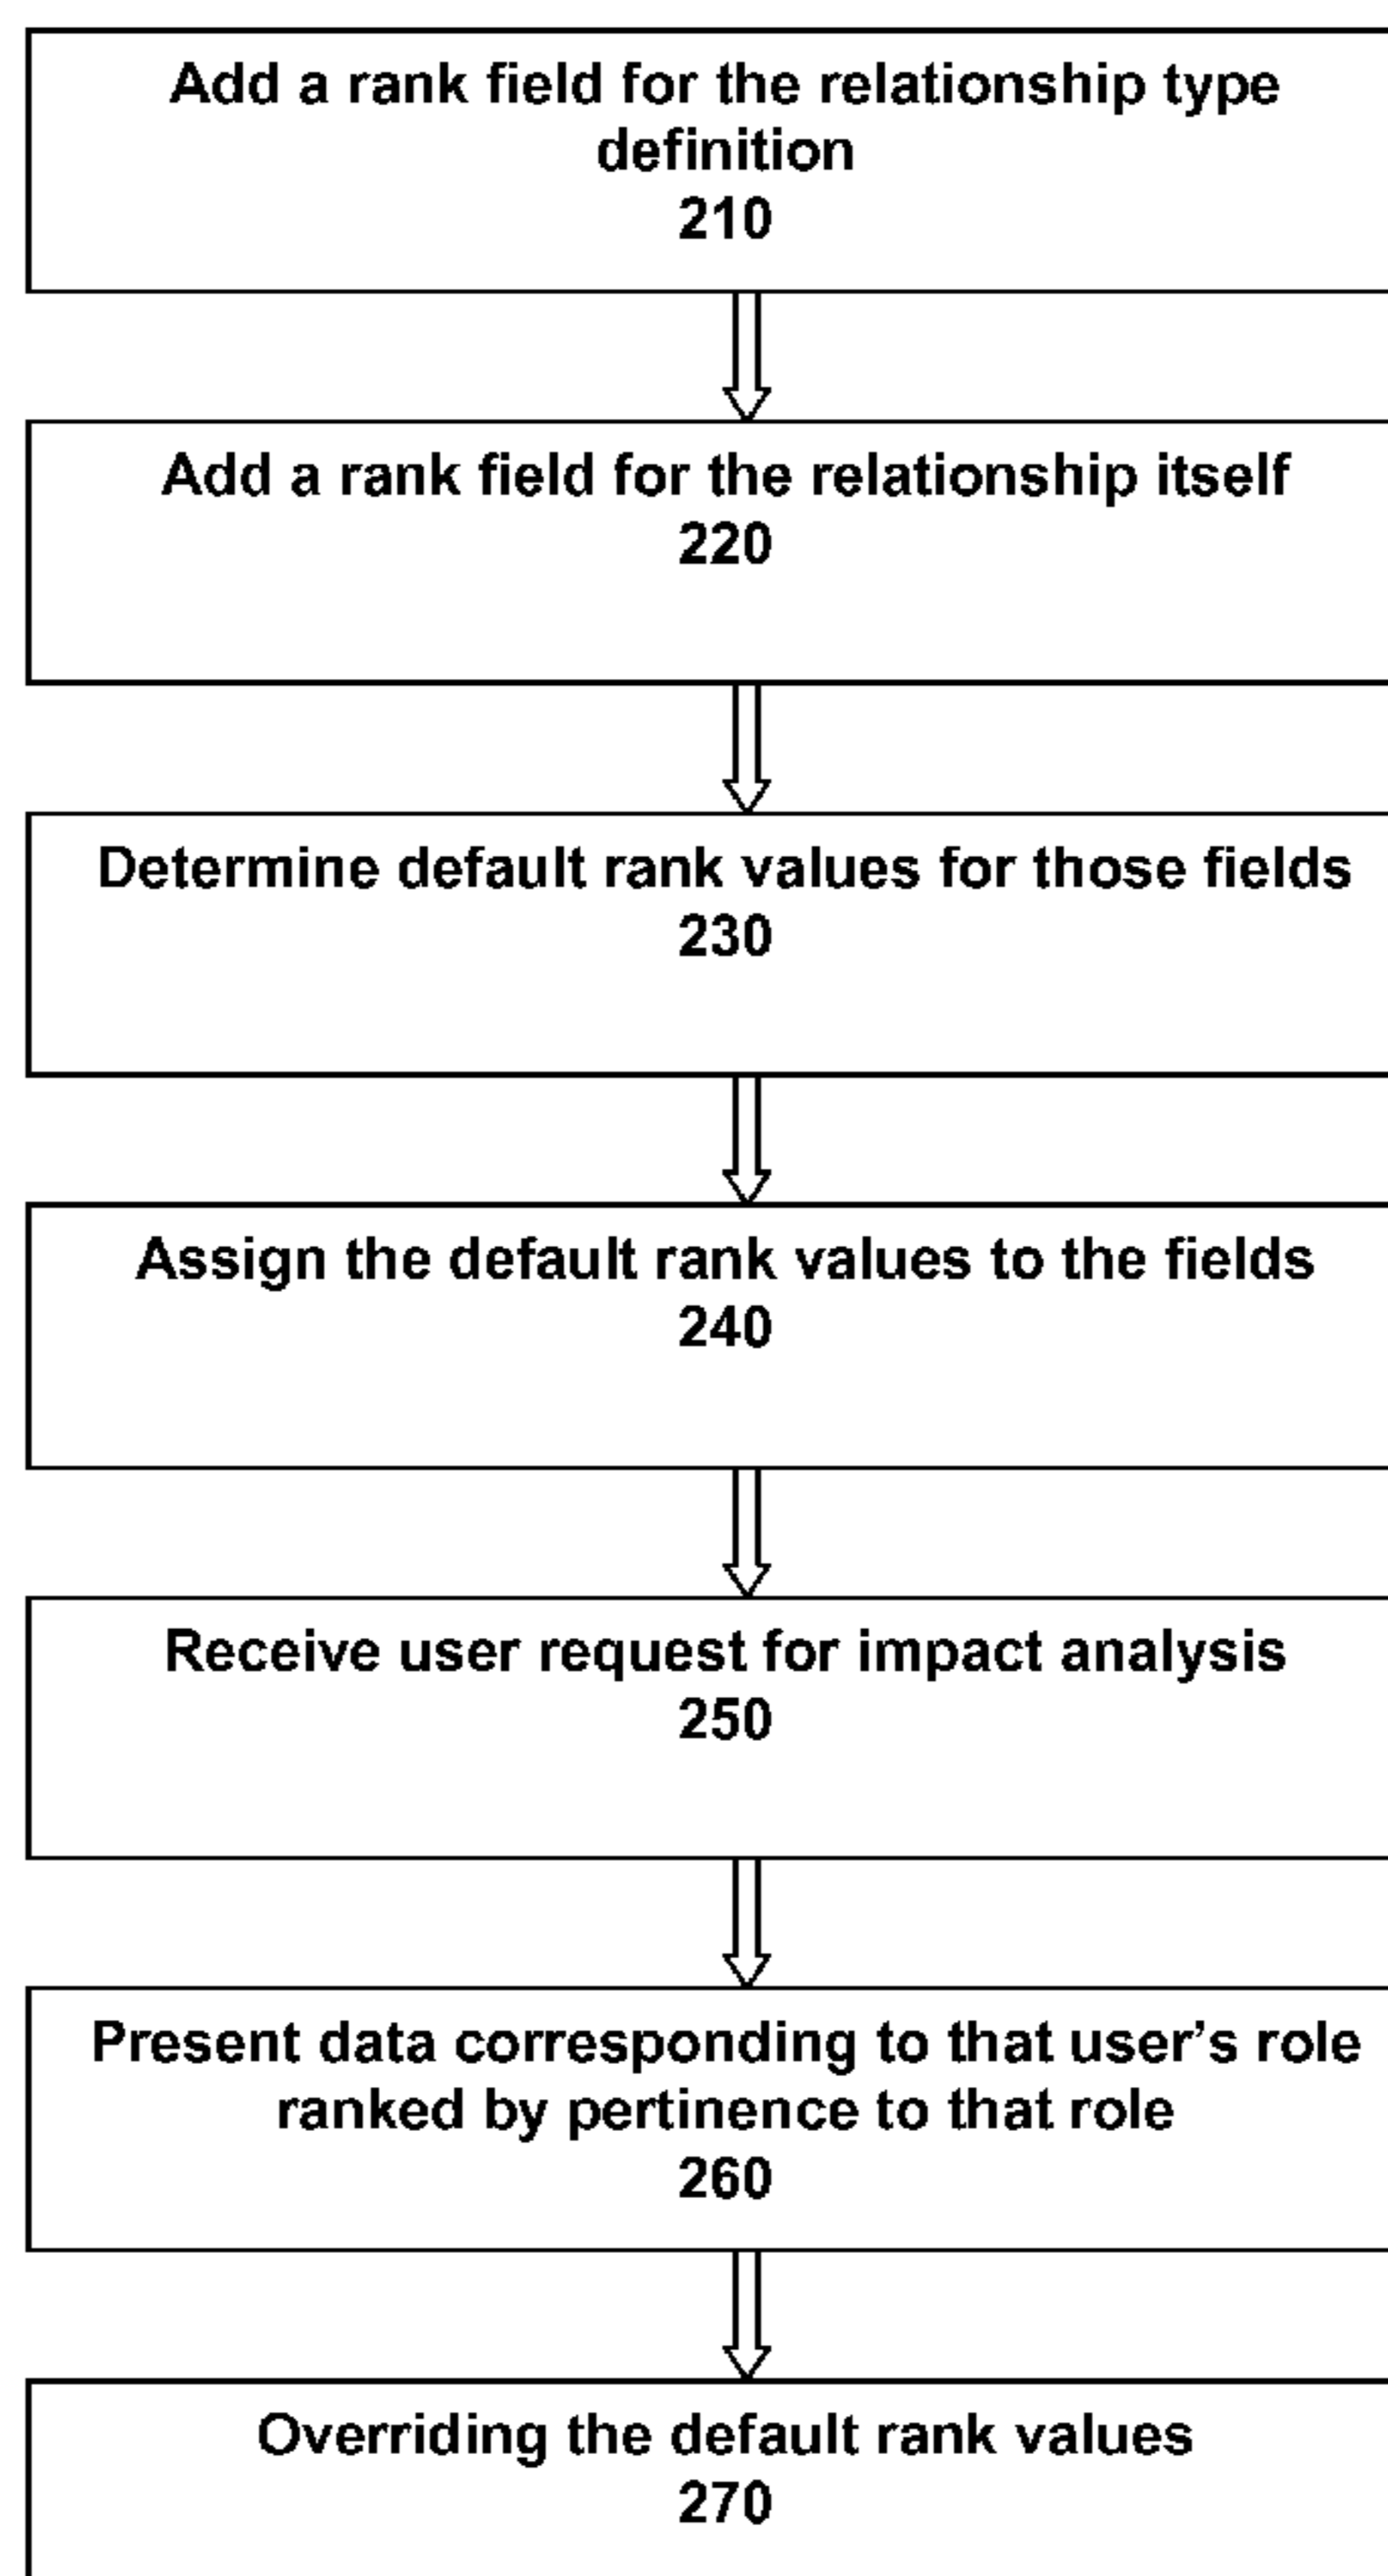 Add a rank field for the relationship type
definition
210
Add a rank field for the relationship itself
220
Determine default rank values for those fields
230
Assign the default rank values to the fields
240
Receive user request for impact analysis
250
Present data corresponding to that user's role
ranked by pertinence to that role
260
Overriding the default rank values
270